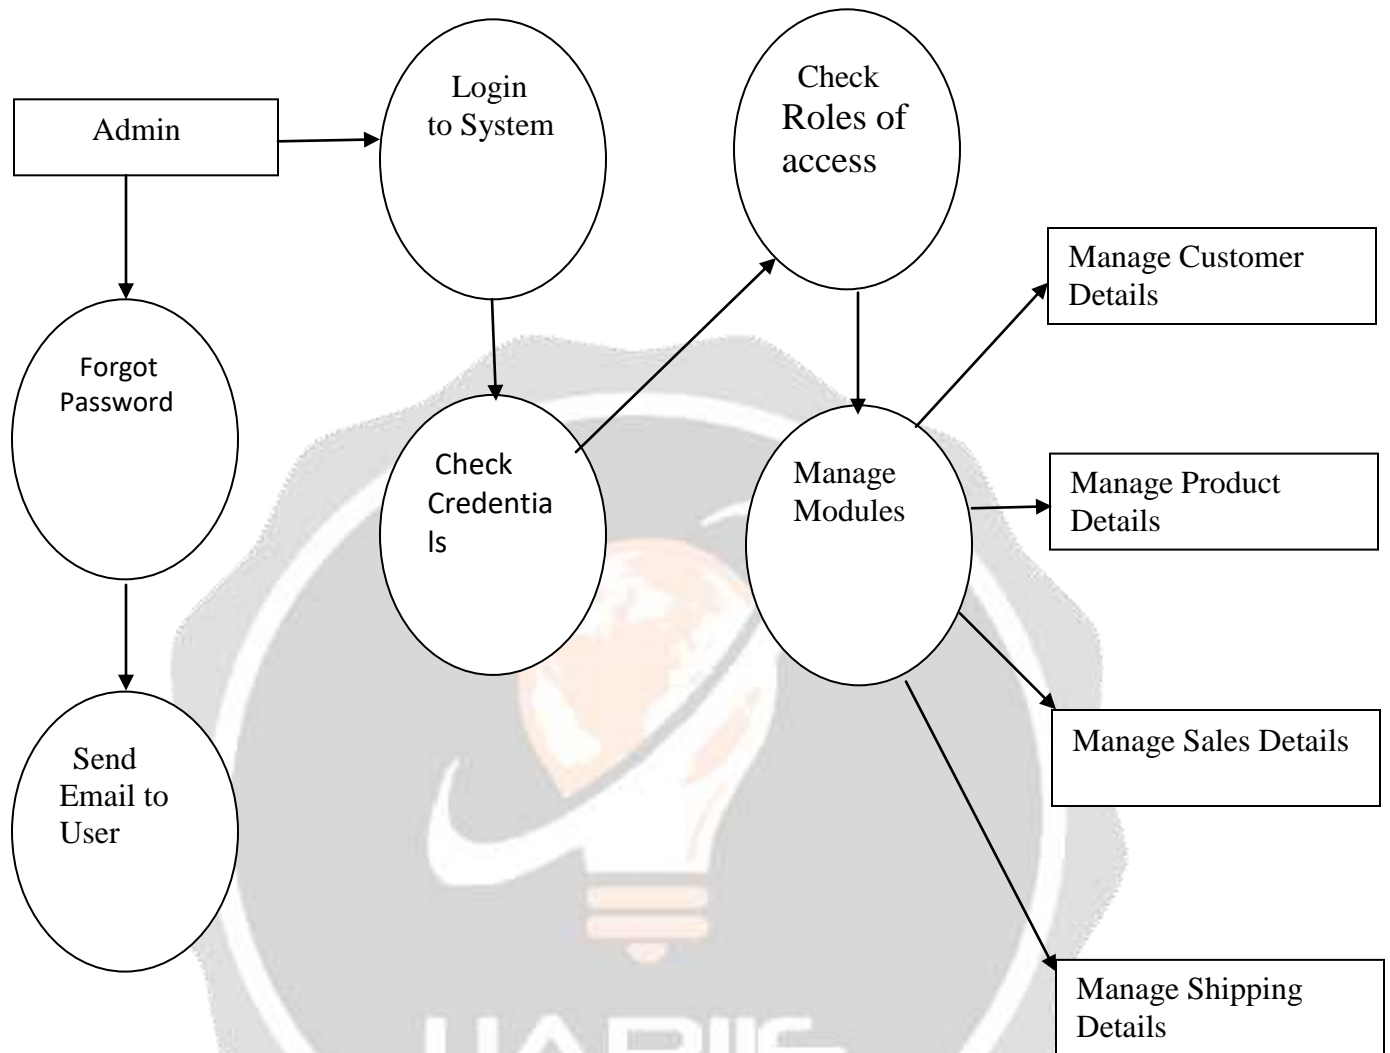 Admin
Login
to System
Check
Roles of
access
Manage Customer
Details
Forgot
Password
Check
Credentia
ls
Manage
Modules
Manage Product
Details
Send
Email to
User
Manage Sales Details
Manage Shipping
Details